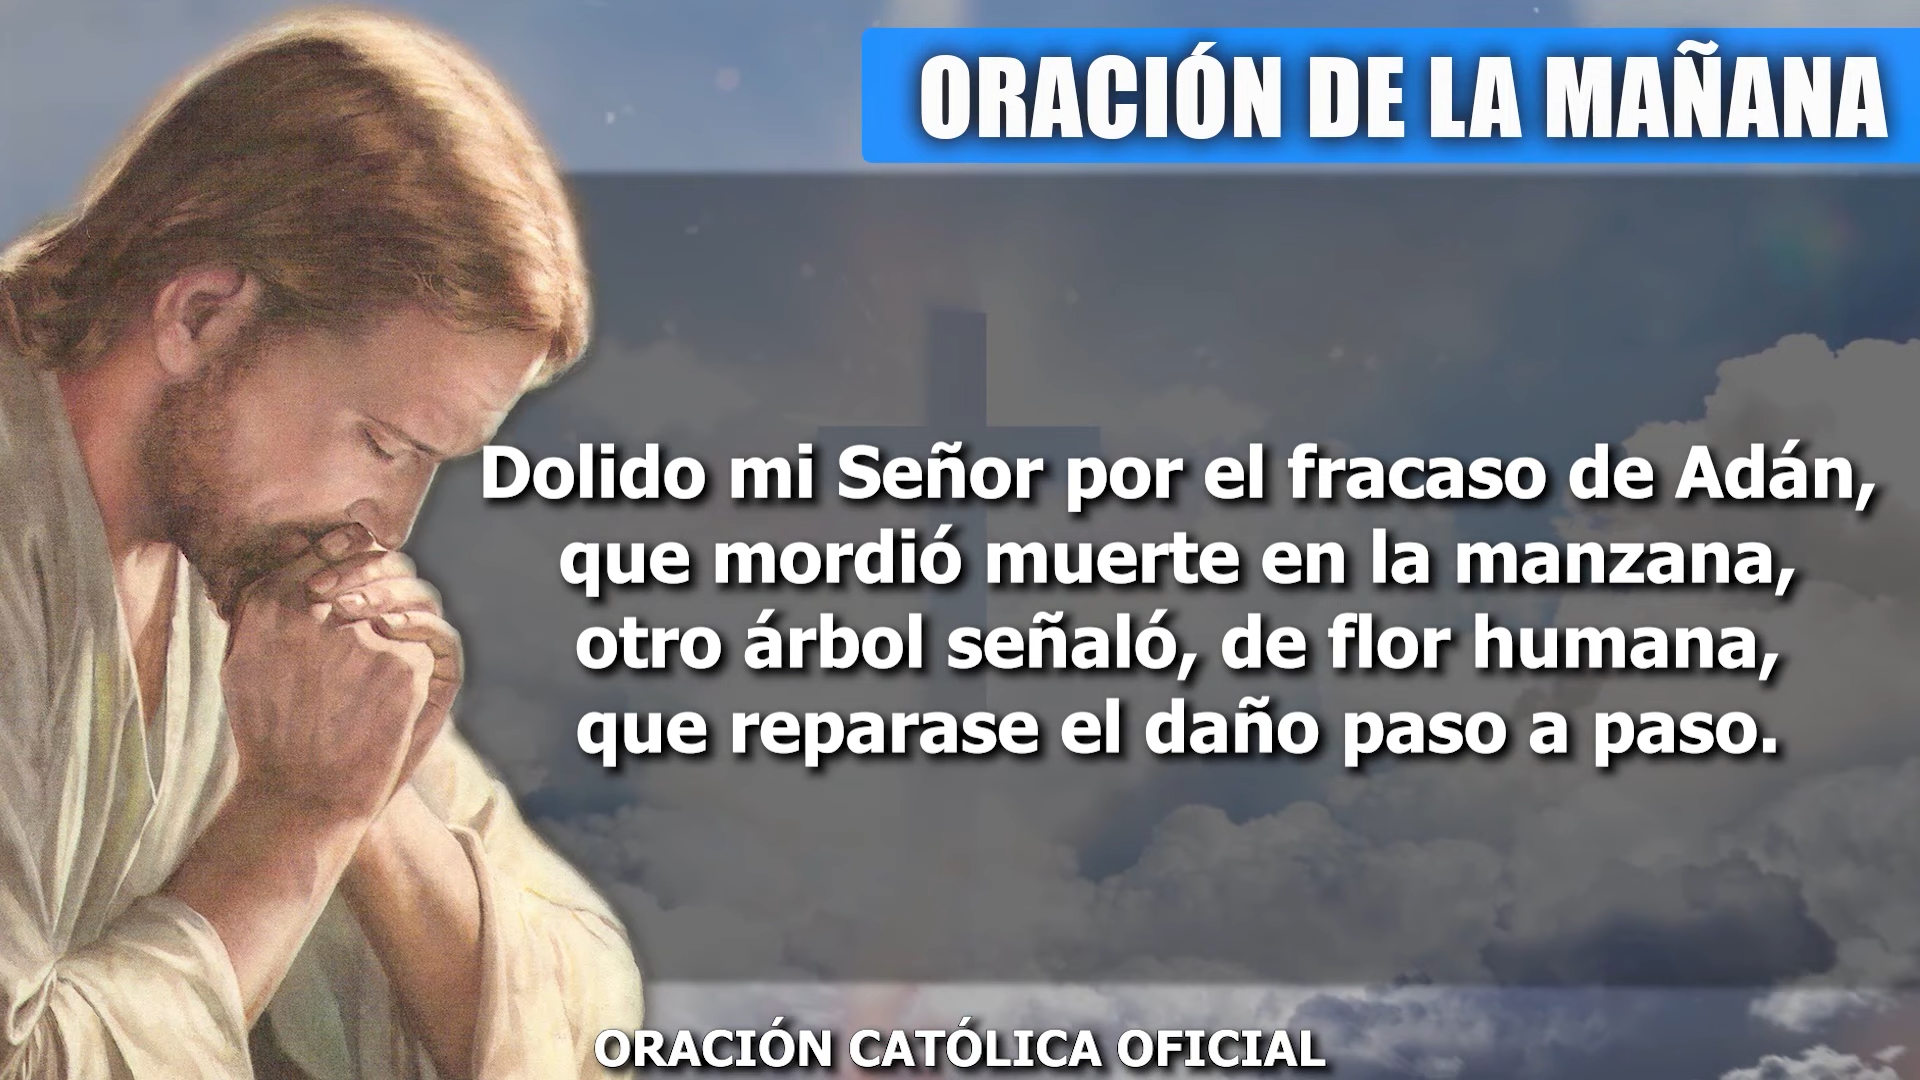 ORACIÓN DE LA MAÑANA
Dolido mi Señor por el fracaso de Adán,
que mordió muerte en la manzana,
otro árbol señaló, de flor humana,
que reparase el daño paso a paso.
ORACIÓN CATÓLICA OFICIAL